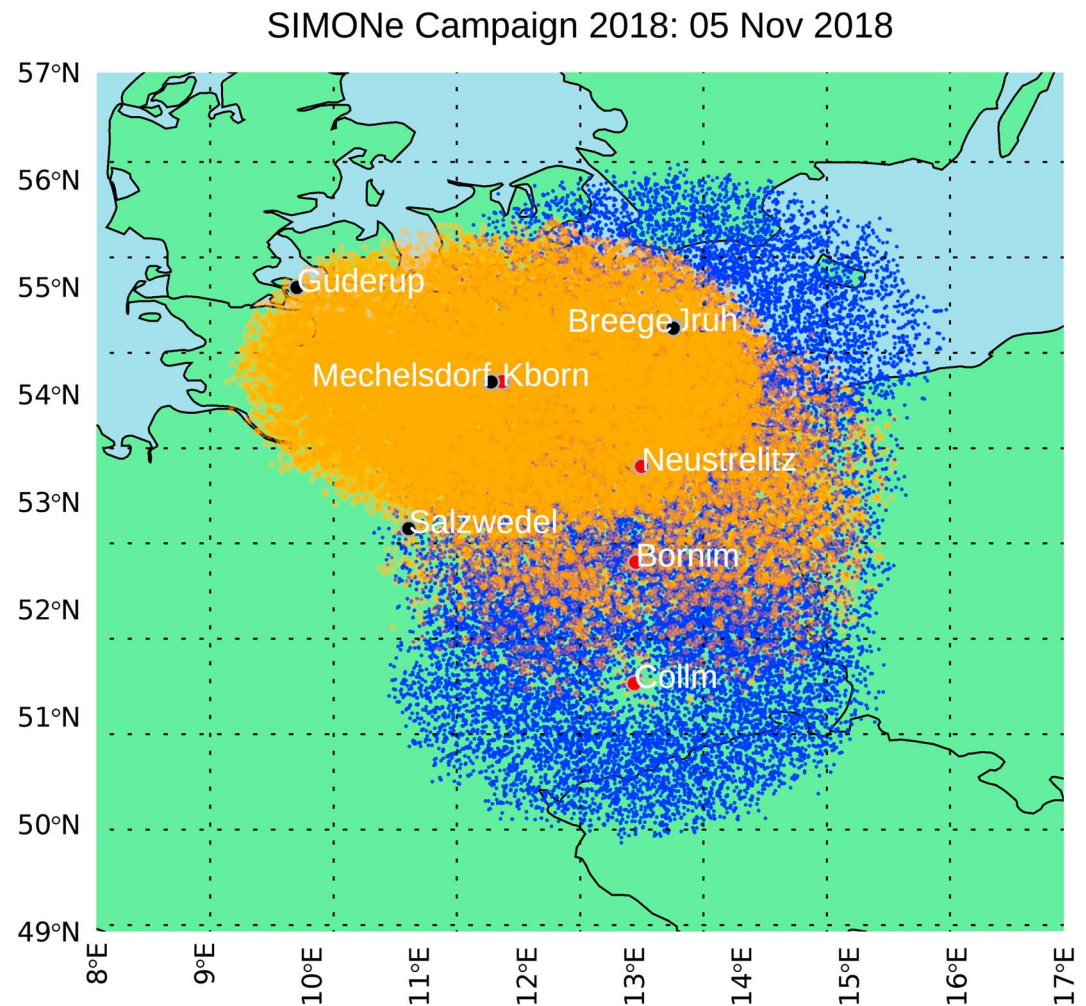 SIMONe Campaign 2018: 05 Nov 2018
57°N
56°N
55°N
54°N
53°N
52°N
51°N
50°N
49°N
Guderup
Breege Jruh
Mechelsdorf Kborn
Neustrelitz
Salzwedel
Bornim
Collm
8°E
9°E
10°E
11°E
12°E
13°E
14°E
15°E
16°E
17°E